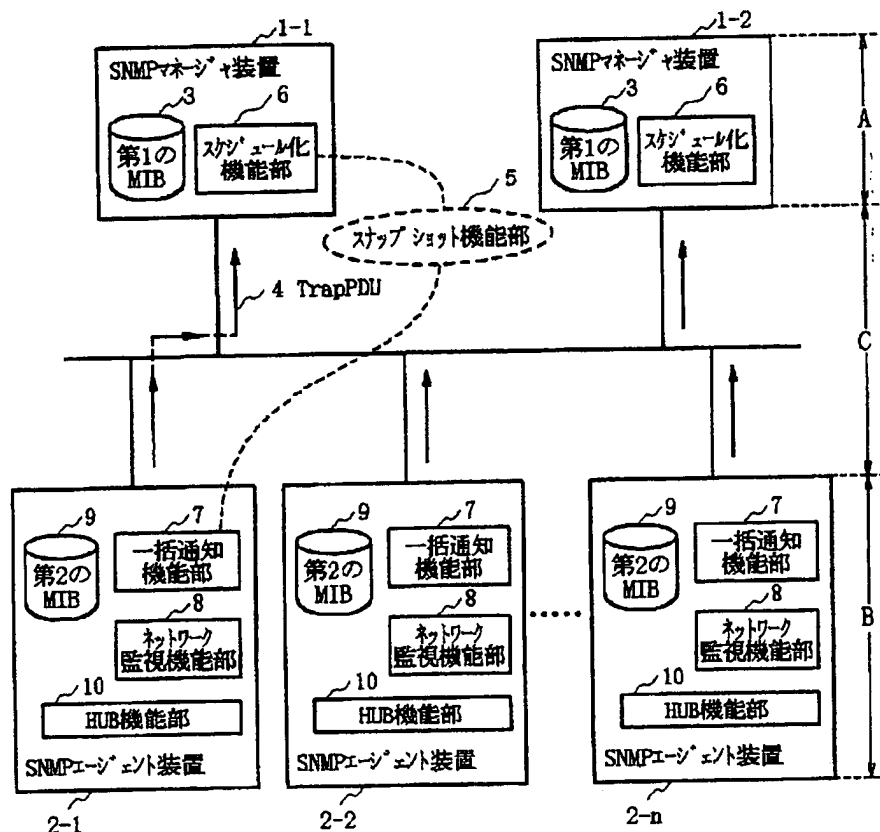 1-1
1-2
SNMPマネージャ装置
SNMPマネージャ装置
3
6
3
6
A
第1の
MIB
スケジュール化
機能部
第1の
MIB
スケジュール化
機能部
5
スナップショット機能部
4 TrapPDU
C
9
7
第2の
MIB
一括通知
機能部
8
ネットワーク
監視機能部
10
HUB機能部
SNMPエージェント装置
2-1
9
7
第2の
MIB
一括通知
機能部
8
ネットワーク
監視機能部
10
HUB機能部
SNMPエージェント装置
2-2
9
7
第2の
MIB
一括通知
機能部
8
ネットワーク
監視機能部
10
HUB機能部
SNMPエージェント装置
2-n
B